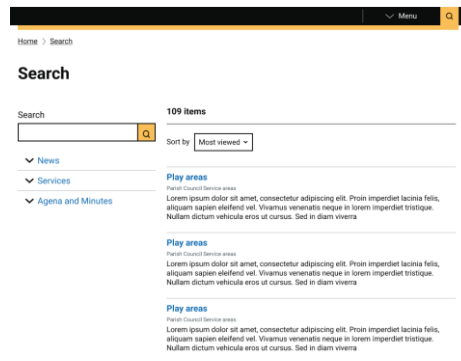 Menu
Home > Search
Search
Search
News
Services
Agena and Minutes
109 items
Sort by Most viewed
Play areas
Parish Council Service areas
Lorem ipsum dolor sit amet, consectetur adipiscing elit. Proin imperdiet lacinia felis,
aliquam sapien eleifend vel. Vivamus venenatis neque in lorem imperdiet tristique.
Nullam dictum vehicula eros ut cursus. Sed in diam viverra
Play areas
Parish Council Service areas
Lorem ipsum dolor sit amet, consectetur adipiscing elit. Proin imperdiet lacinia felis,
aliquam sapien eleifend vel. Vivamus venenatis neque in lorem imperdiet tristique.
Nullam dictum vehicula eros ut cursus. Sed in diam viverra
Play areas
Parish Council Service areas
Lorem ipsum dolor sit amet, consectetur adipiscing elit. Proin imperdiet lacinia felis,
aliquam sapien eleifend vel. Vivamus venenatis neque in lorem imperdiet tristique.
Nullam dictum vehicula eros ut cursus. Sed in diam viverra